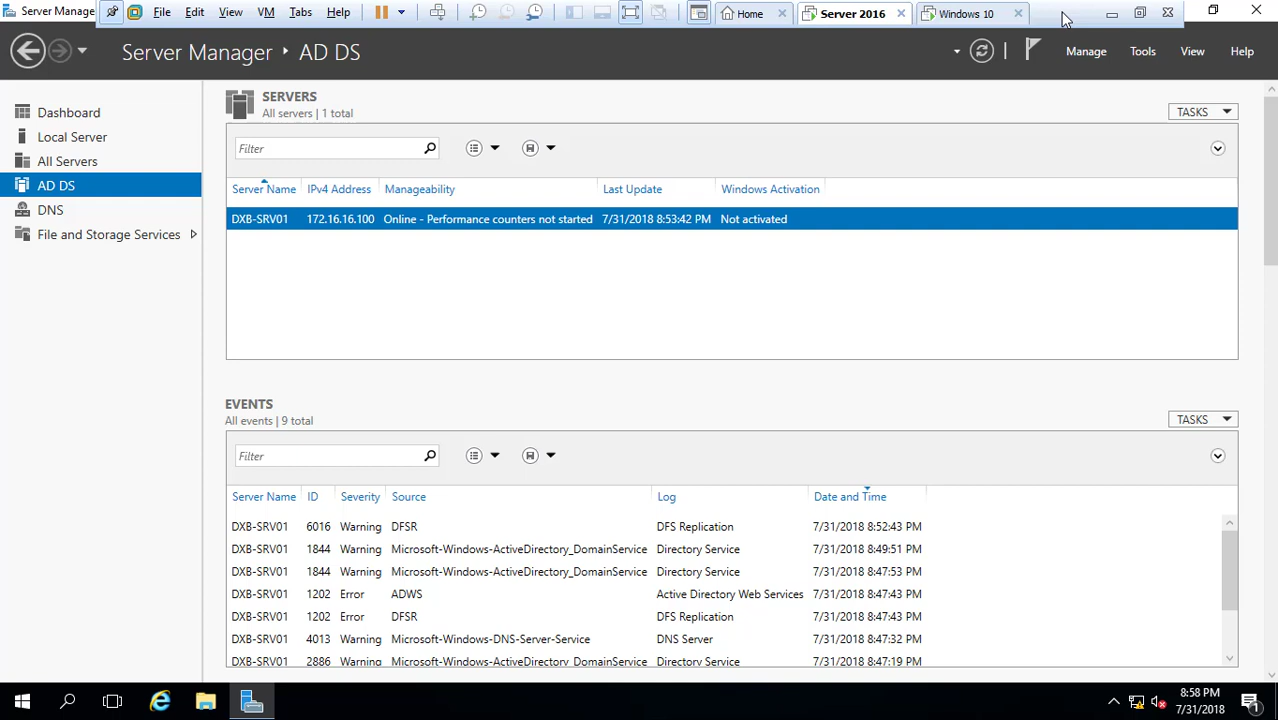 Server Manage
File Edit View VM Tabs Help
Home
Server 2016
Windows 10
Server Manager ▸ AD DS
Manage Tools View Help
Dashboard
Local Server
All Servers
AD DS
DNS
File and Storage Services
SERVERS
All servers | 1 total
TASKS
Filter
Server Name IPv4 Address Manageability Last Update Windows Activation
DXB-SRV01 172.16.16.100 Online - Performance counters not started 7/31/2018 8:53:42 PM Not activated
EVENTS
All events | 9 total
TASKS
Filter
Server Name ID Severity Source Log Date and Time
DXB-SRV01 6016 Warning DFSR DFS Replication 7/31/2018 8:52:43 PM
DXB-SRV01 1844 Warning Microsoft-Windows-ActiveDirectory_DomainService Directory Service 7/31/2018 8:49:51 PM
DXB-SRV01 1844 Warning Microsoft-Windows-ActiveDirectory_DomainService Directory Service 7/31/2018 8:47:53 PM
DXB-SRV01 1202 Error ADWS Active Directory Web Services 7/31/2018 8:47:43 PM
DXB-SRV01 1202 Error DFSR DFS Replication 7/31/2018 8:47:43 PM
DXB-SRV01 4013 Warning Microsoft-Windows-DNS-Server-Service DNS Server 7/31/2018 8:47:32 PM
DXB-SRV01 2886 Warning Microsoft-Windows-ActiveDirectory_DomainService Directory Service 7/31/2018 8:47:19 PM
8:58 PM
7/31/2018
1